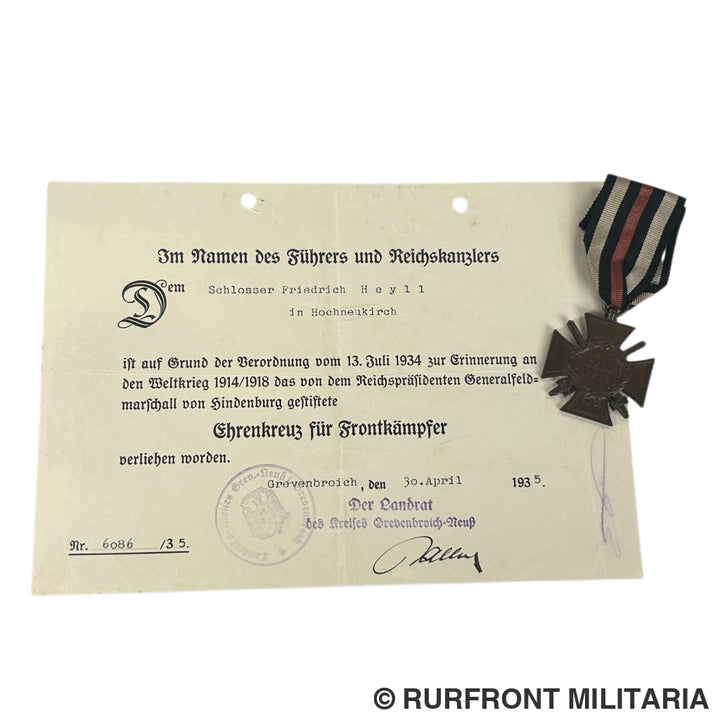 Im Namen des Führers und Reichskanzlers
Dem Schlosser Friedrich Heyll
in Hochneukirch
ist auf Grund der Verordnung vom 13. Juli 1934 zur Erinnerung an
den Weltkrieg 1914/1918 das von dem Reichspräsidenten Generalfeld-
marschall von Hindenburg gestiftete
Ehrenkreuz für Frontkämpfer
verliehen worden.
Grevenbroich, den 30. April 1935.
Der Landrat
des Kreises Grevenbroich-Neuß
Nr. 6086 /35.
© RURFRONT MILITARIA